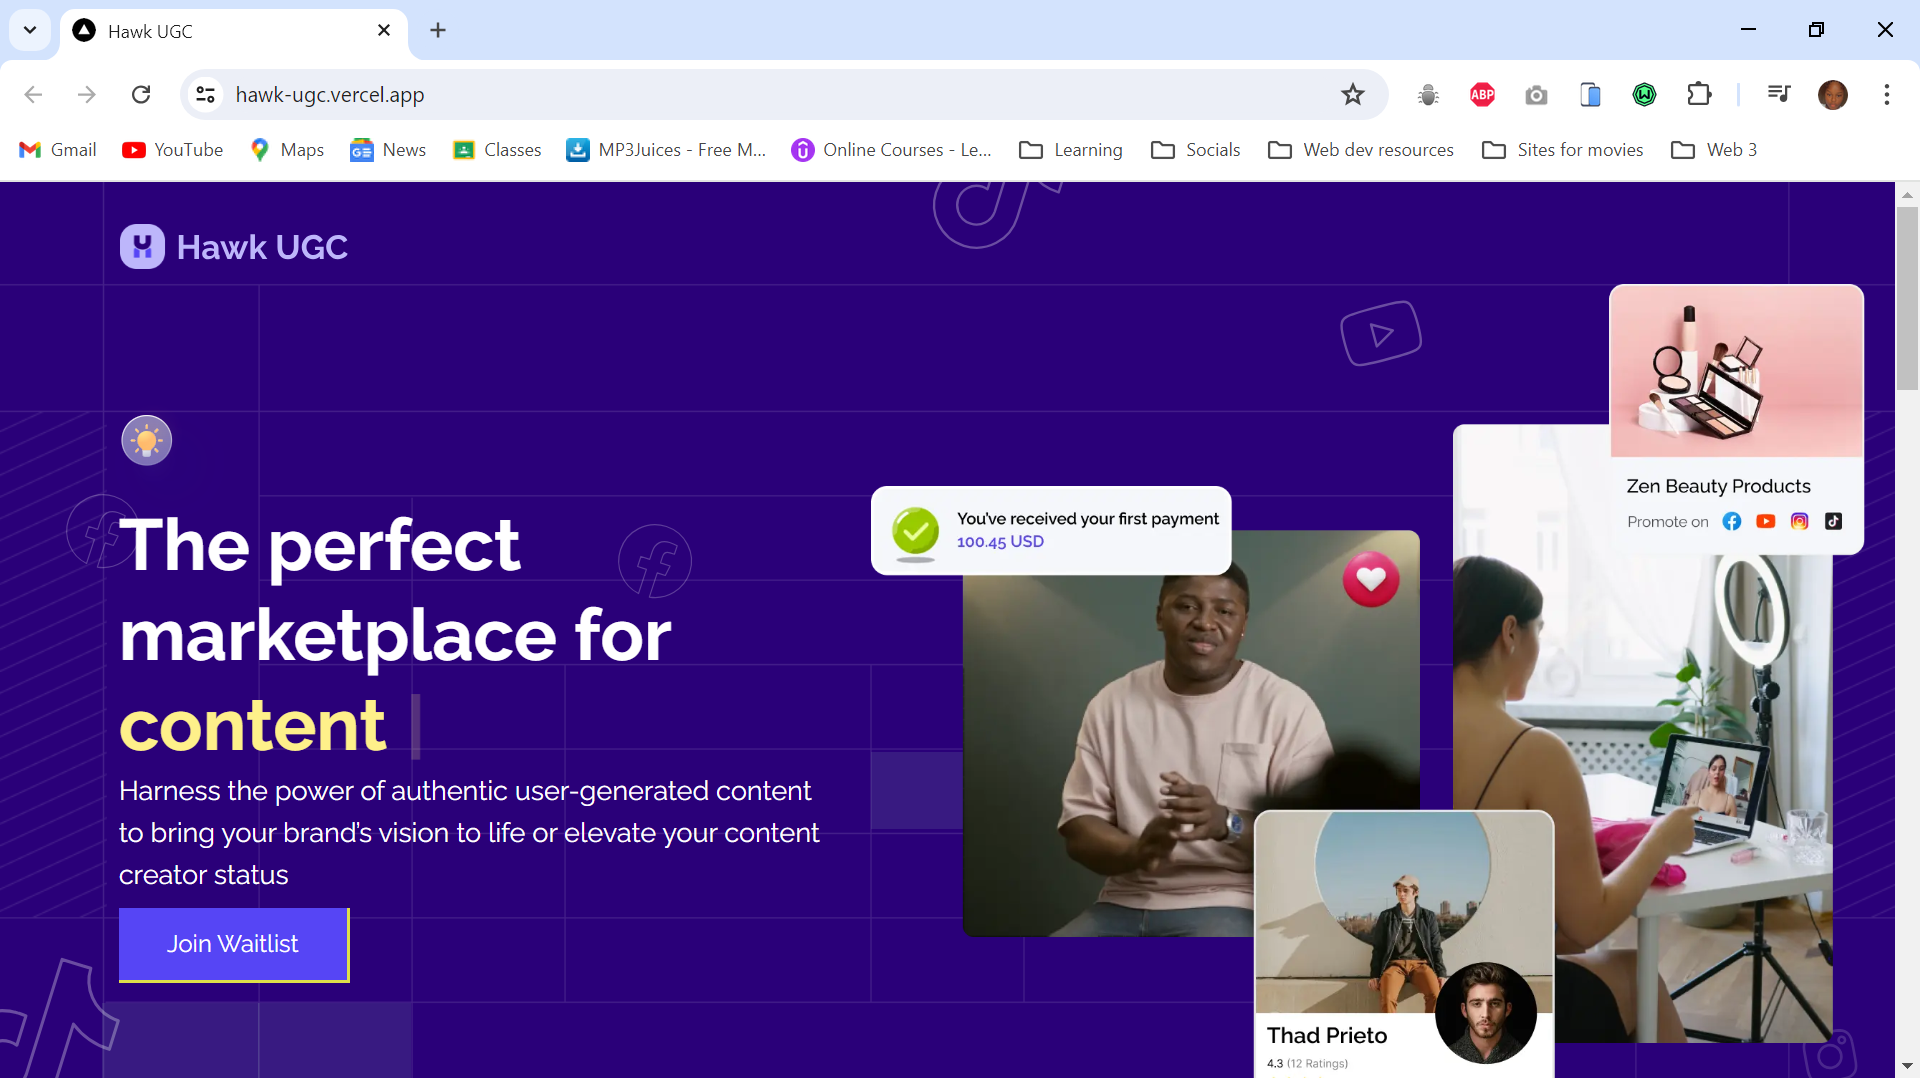 Hawk UGC
hawk-ugc.vercel.app
ABP
Gmail
YouTube
Maps
GE
News
Classes
MP3Juices - Free M...
Online Courses - Le...
Learning
Socials
Web dev resources
Sites for movies
Web 3
Hawk UGC
The perfect
marketplace for
content
Harness the power of authentic user-generated content
to bring your brand's vision to life or elevate your content
creator status
Join Waitlist
You've received your first payment
100.45 USD
Zen Beauty Products
Promote on
Thad Prieto
4.3 (12 Ratings)